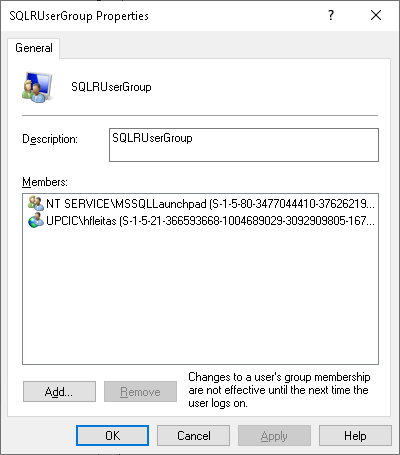 SQLRUserGroup Properties
?
General
SQLRUserGroup
Description:
SQLRUserGroup
Members:
NT SERVICE\MSSQLLaunchpad (S-1-5-80-3477044410-37626219...
UPCIC\hfleitas (S-1-5-21-366593668-1004689029-3092909805-167...
Add...
Remove
Changes to a user's group membership
are not effective until the next time the
user logs on.
OK
Cancel
Apply
Help